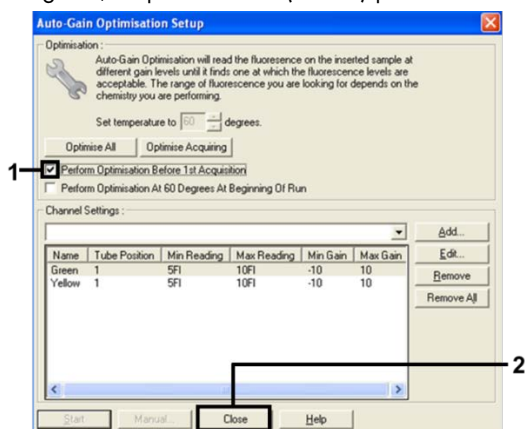 Auto-Gain Optimisation Setup
Optimisation :
Auto-Gain Optimisation will read the fluoresence on the inserted sample at
different gain levels until it finds one at which the fluorescence levels are
acceptable. The range of fluorescence you are looking for depends on the
chemistry you are performing.
Set temperature to 60 degrees.
Optimise All Optimise Acquiring
1
Perform Optimisation Before 1st Acquisition
Perform Optimisation At 60 Degrees At Beginning Of Run
Channel Settings :
Add...
Name Tube Position Min Reading Max Reading Min Gain Max Gain Edit...
Green 1 5Fl 10Fl -10 10
Yellow 1 5Fl 10Fl -10 10 Remove
Remove All
2
Start Manual... Close Help